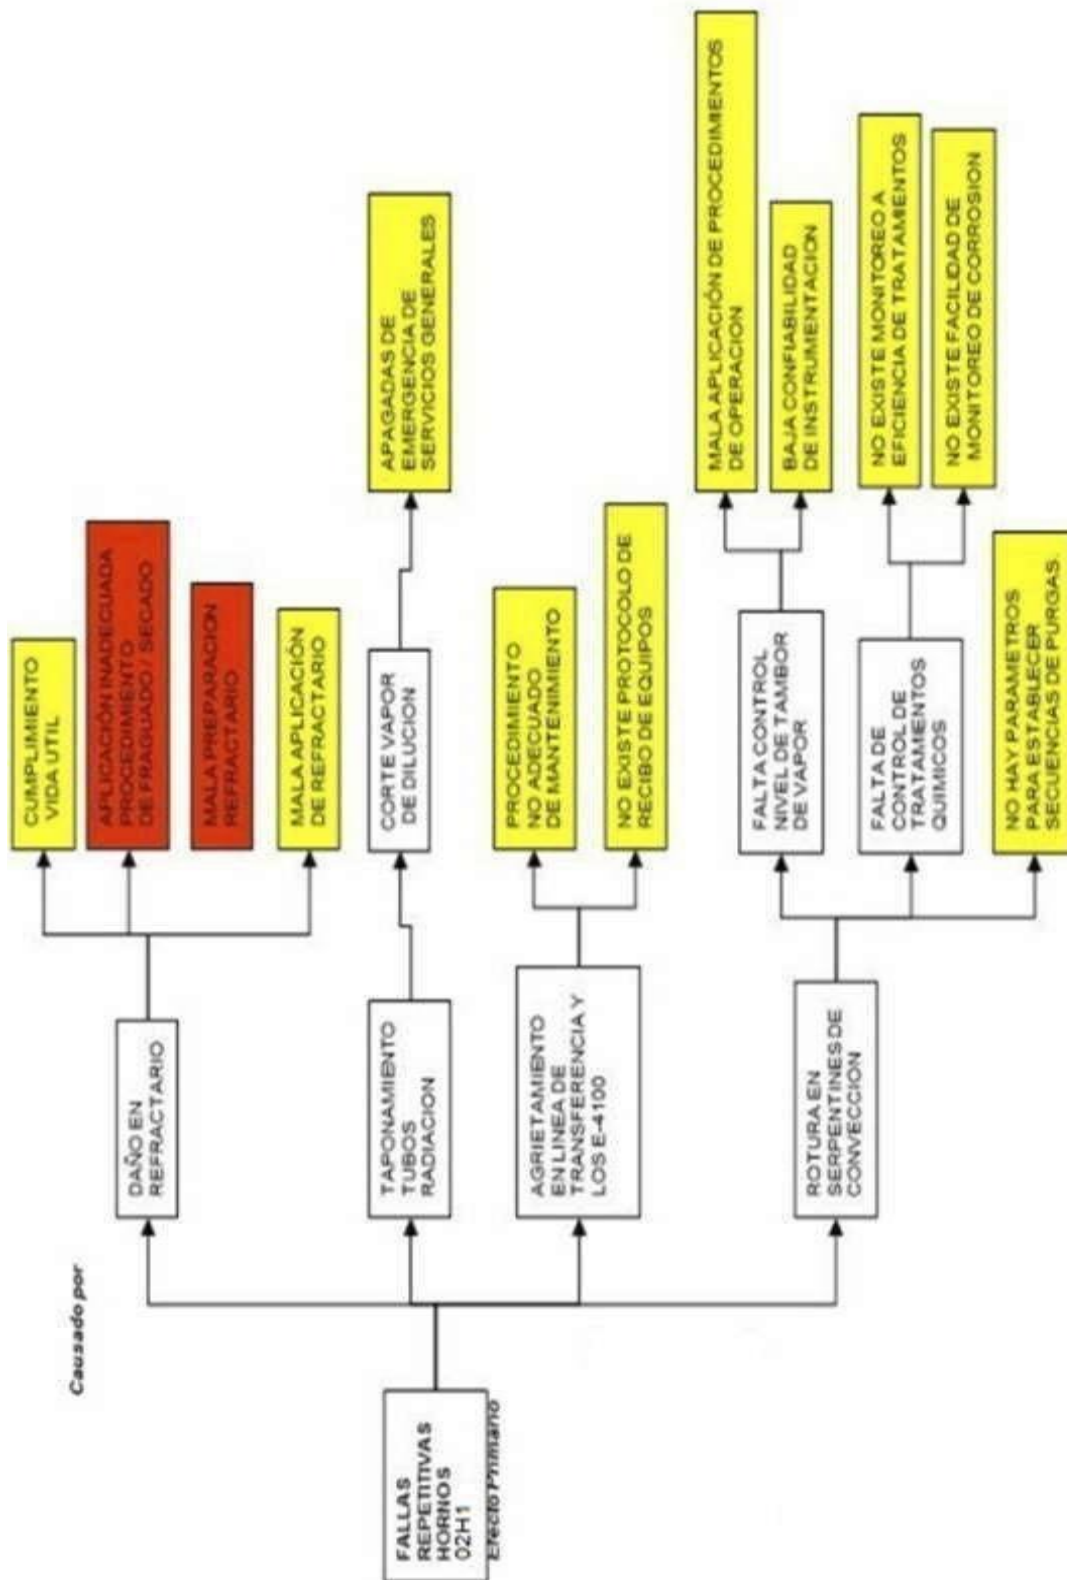 Causado por
FALLAS
REPETITIVAS
HORNOS
02H1
Efecto Primario
DAÑO EN
REFRACTARIO
CUMPLIMIENTO
VIDA UTIL
APLICACIÓN INADECUADA
PROCEDIMIENTO
DE FRAGUADO / SECADO
MALA PREPARACION
REFRACTARIO
MALA APLICACIÓN
DE REFRACTARIO
TAPONAMIENTO
TUBOS
RADIACION
CORTE VAPOR
DE DILUCION
APAGADAS DE
EMERGENCIA DE
SERVICIOS GENERALES
AGRIETAMIENTO
EN LINEA DE
TRANSFERENCIA Y
LOS E-4100
PROCEDIMIENTO
NO ADECUADO
DE MANTENIMIENTO
NO EXISTE PROTOCOLO DE
RECIBO DE EQUIPOS
ROTURA EN
SERPENTINES DE
CONVECCION
FALTA CONTROL
NIVEL DE TAMBOR
DE VAPOR
MALA APLICACIÓN DE PROCEDIMIENTOS
DE OPERACION
BAJA CONFIABILIDAD
DE INSTRUMENTACION
FALTA DE
CONTROL DE
TRATAMIENTOS
QUIMICOS
NO EXISTE MONITOREO A
EFICIENCIA DE TRATAMIENTOS
NO EXISTE FACILIDAD DE
MONITOREO DE CORROSION
NO HAY PARAMETROS
PARA ESTABLECER
SECUENCIAS DE PURGAS.